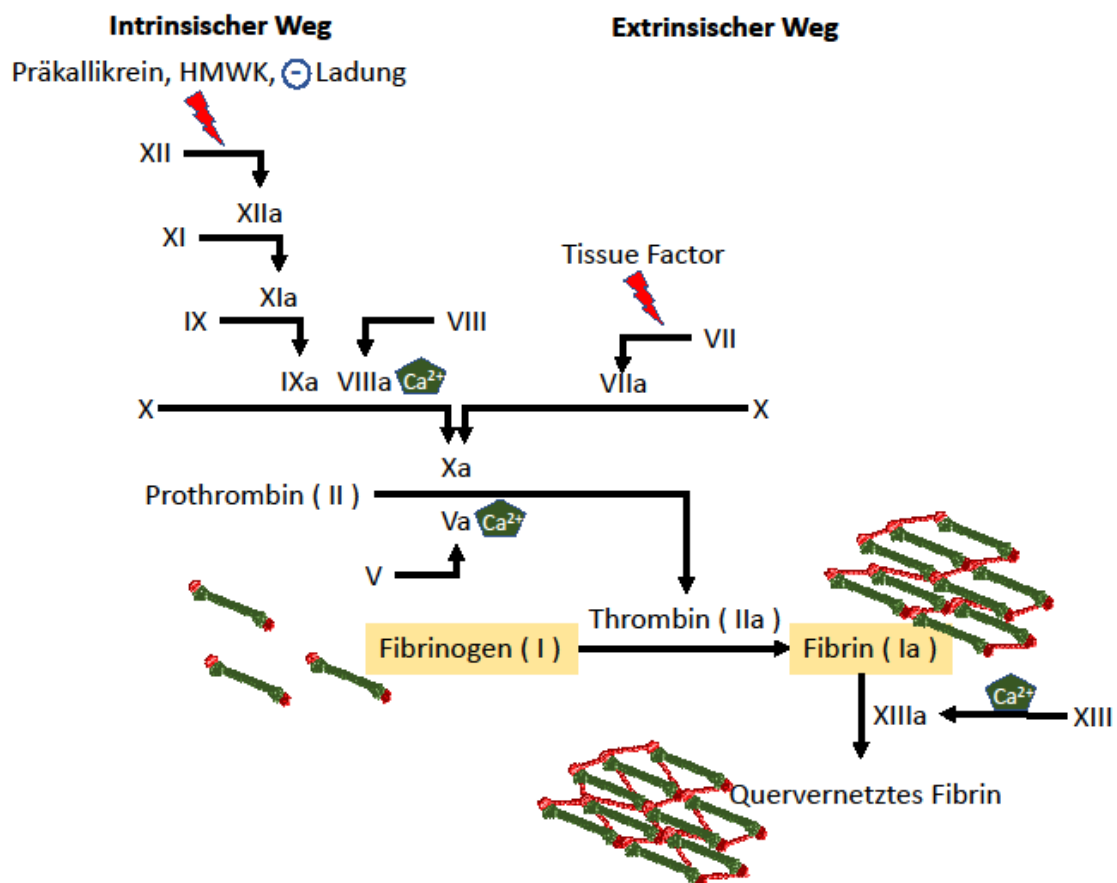 Intrinsischer Weg
Extrinsischer Weg
Präkallikrein, HMWK, - Ladung
XII
XIIa
XI
Tissue Factor
XIa
IX
VIII
VII
IXa
VIIIa
Ca²⁺
VIIa
X
X
Xa
Prothrombin ( II )
Va
Ca²⁺
V
Thrombin ( IIa )
Fibrinogen ( I )
Fibrin ( Ia )
Ca²⁺
XIIIa
XIII
Quervernetztes Fibrin